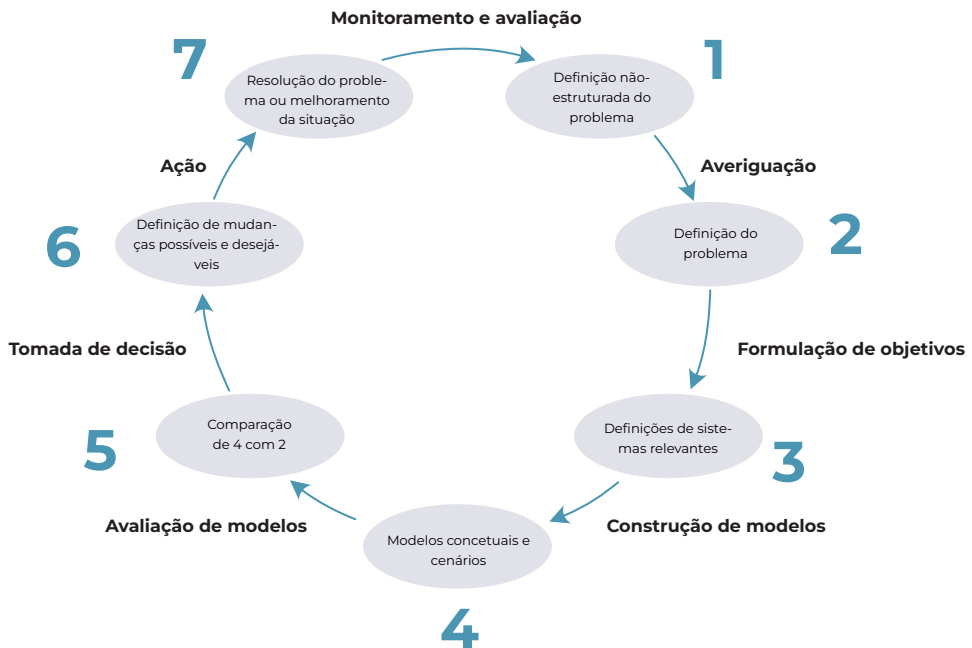 Monitoramento e avaliação
7
Resolução do proble-
ma ou melhoramento
da situação
1
Definição não-
estruturada do
problema
Ação
Averiguação
6
Definição de mudan-
ças possíveis e desejá-
veis
Definição do
problema
2
Tomada de decisão
Formulação de objetivos
5
Comparação
de 4 com 2
Definições de siste-
mas relevantes
3
Avaliação de modelos
Construção de modelos
Modelos concetuais e
cenários
4